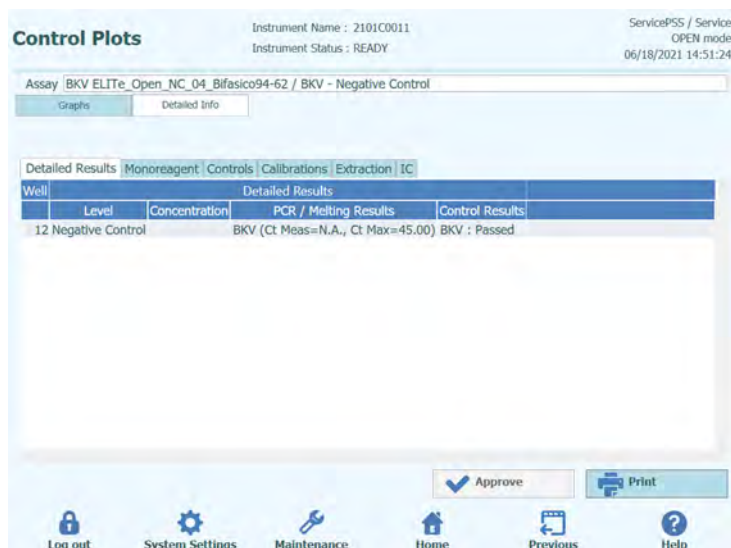 Control Plots
Instrument Name : 2101C0011
Instrument Status : READY
ServicePSS / Service
OPEN mode
06/18/2021 14:51:24
Assay BKV ELITe_Open_NC_04_Bifasico94-62 / BKV - Negative Control
Graphs Detailed Info
Detailed Results Monoreagent Controls Calibrations Extraction IC
Well Detailed Results
Level Concentration PCR / Melting Results Control Results
12 Negative Control BKV (Ct Meas=N.A., Ct Max=45.00) BKV : Passed
Approve Print
Log out System Settings Maintenance Home Previous Help